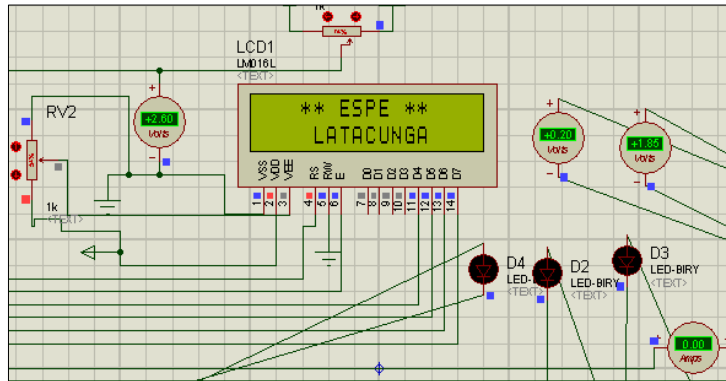 1k
54%
LCD1
LM016L
<TEXT>
RV2
+2.60
Volts
** ESPE **
LATACUNGA
+0.20
Volts
+1.85
Volts
VSS VDD VEE RS RW E D0 D1 D2 D3 D4 D5 D6 D7
1 2 3 4 5 6 7 8 9 10 11 12 13 14
1k
<TEXT>
D4
LED-
<TEXT>
D2
LED-BIRY
<TEXT>
D3
LED-BIRY
<TEXT>
0.00
Amps